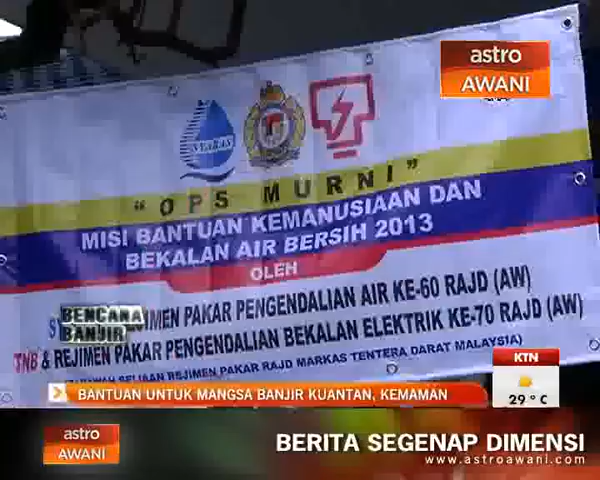 astro
AWANI
SYABAS
"OPS MURNI"
MISI BANTUAN KEMANUSIAAN DAN
BEKALAN AIR BERSIH 2013
OLEH
REJIMEN PAKAR PENGENDALIAN AIR KE-60 RAJD (AW)
TNB & REJIMEN PAKAR PENGENDALIAN BEKALAN ELEKTRIK KE-70 RAJD (AW)
(DI BAWAH SELIAAN REJIMEN PAKAR RAJD MARKAS TENTERA DARAT MALAYSIA)
BENCANA
BANJIR
BANTUAN UNTUK MANGSA BANJIR KUANTAN, KEMAMAN
KTN
29°C
astro
AWANI
BERITA SEGENAP DIMENSI
www.astroawani.com